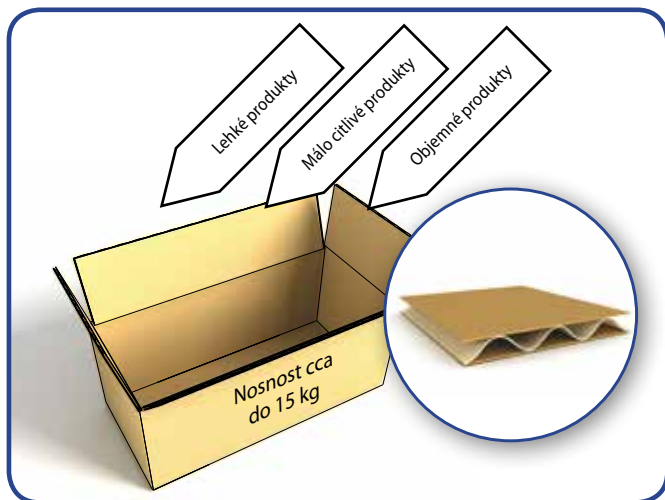 Lehké produkty
Málo citlivé produkty
Objemné produkty
Nosnost cca
do 15 kg